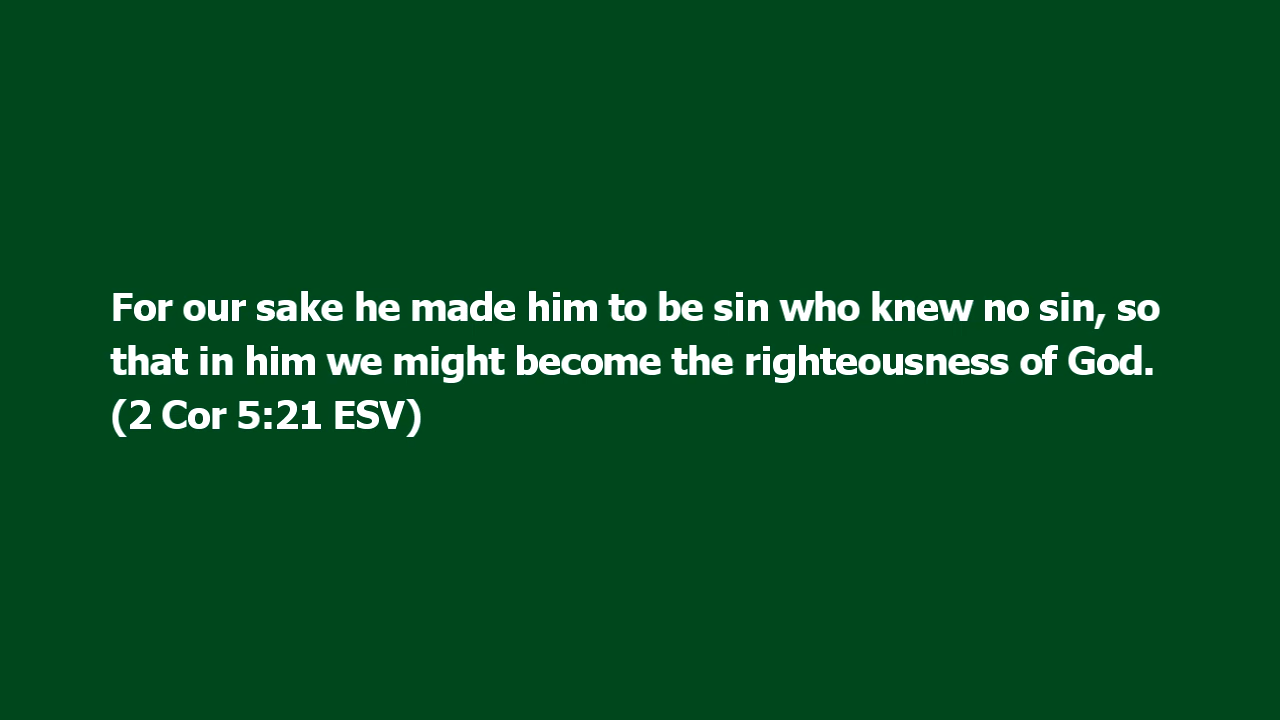 For our sake he made him to be sin who knew no sin, so
that in him we might become the righteousness of God.
(2 Cor 5:21 ESV)